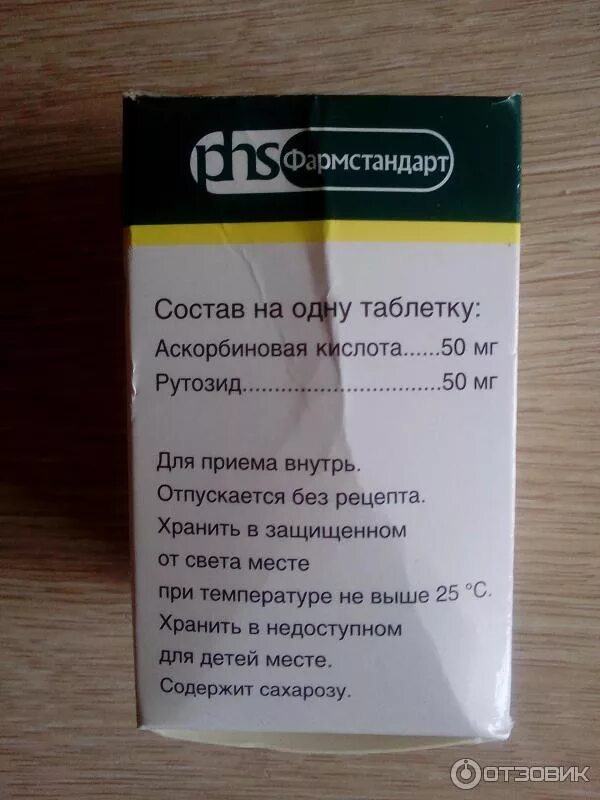 phs Фармстандарт
Состав на одну таблетку:
Аскорбиновая кислота......50 мг
Рутозид.................................50 мг
Для приема внутрь.
Отпускается без рецепта.
Хранить в защищенном
от света месте
при температуре не выше 25 °С.
Хранить в недоступном
для детей месте.
Содержит сахарозу.
ОТЗОВИК